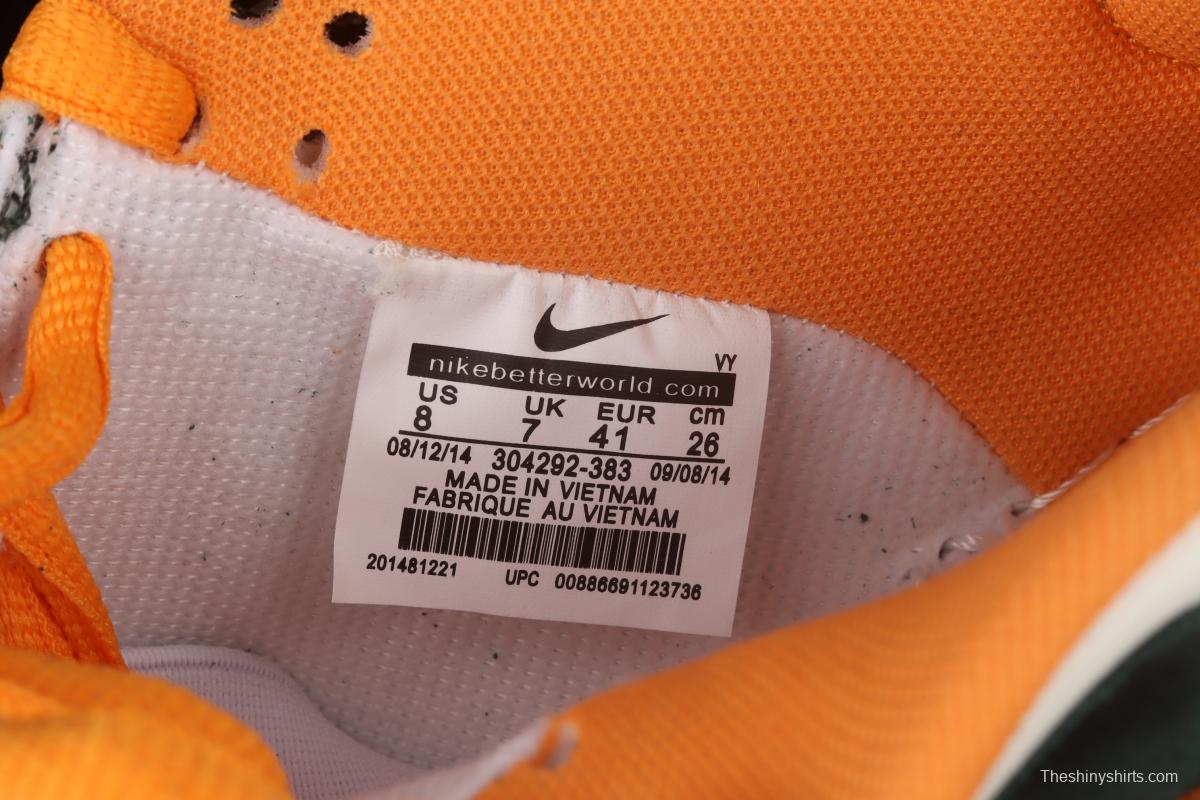 VY
nikebetterworld.com
US UK EUR cm
8 7 41 26
08/12/14 304292-383 09/08/14
MADE IN VIETNAM
FABRIQUE AU VIETNAM
201481221 UPC 00886691123736
Theshinyshirts.com